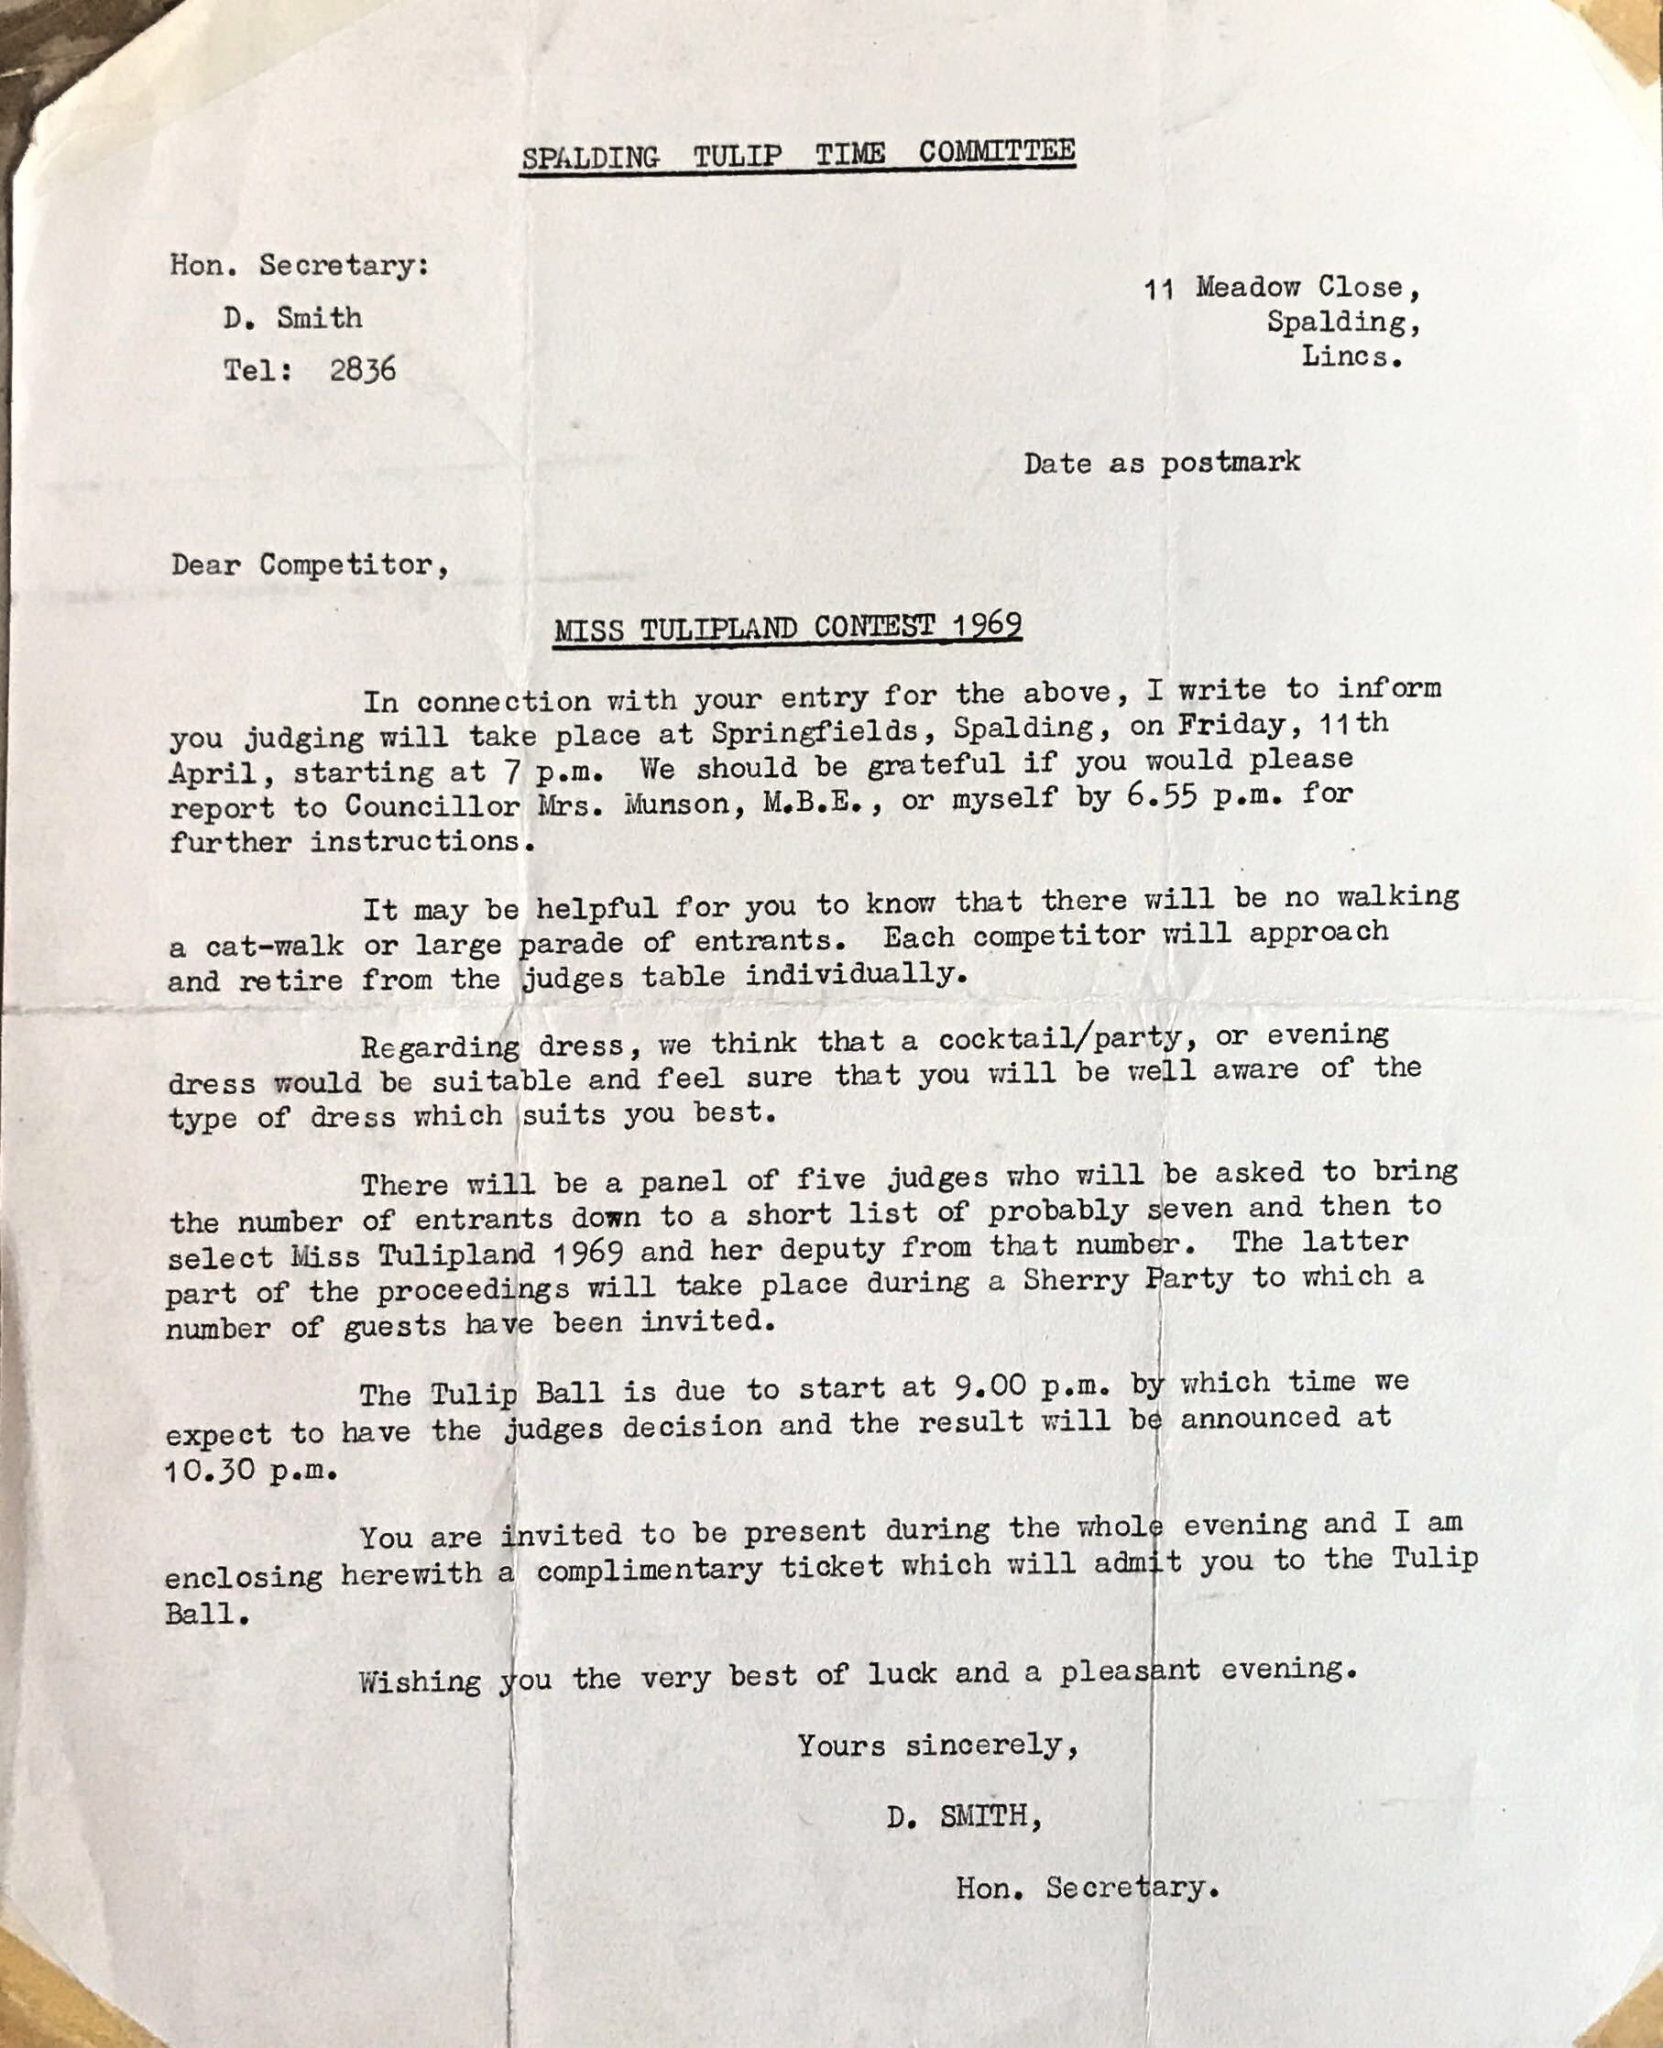 SPALDING TULIP TIME COMMITTEE
Hon. Secretary:
D. Smith
Tel: 2836
11 Meadow Close,
Spalding,
Lincs.
Date as postmark
Dear Competitor,
MISS TULIPLAND CONTEST 1969
In connection with your entry for the above, I write to inform
you judging will take place at Springfields, Spalding, on Friday, 11th
April, starting at 7 p.m. We should be grateful if you would please
report to Councillor Mrs. Munson, M.B.E., or myself by 6.55 p.m. for
further instructions.
It may be helpful for you to know that there will be no walking
a cat-walk or large parade of entrants. Each competitor will approach
and retire from the judges table individually.
Regarding dress, we think that a cocktail/party, or evening
dress would be suitable and feel sure that you will be well aware of the
type of dress which suits you best.
There will be a panel of five judges who will be asked to bring
the number of entrants down to a short list of probably seven and then to
select Miss Tulipland 1969 and her deputy from that number. The latter
part of the proceedings will take place during a Sherry Party to which a
number of guests have been invited.
The Tulip Ball is due to start at 9.00 p.m. by which time we
expect to have the judges decision and the result will be announced at
10.30 p.m.
You are invited to be present during the whole evening and I am
enclosing herewith a complimentary ticket which will admit you to the Tulip
Ball.
Wishing you the very best of luck and a pleasant evening.
Yours sincerely,
D. SMITH,
Hon. Secretary.